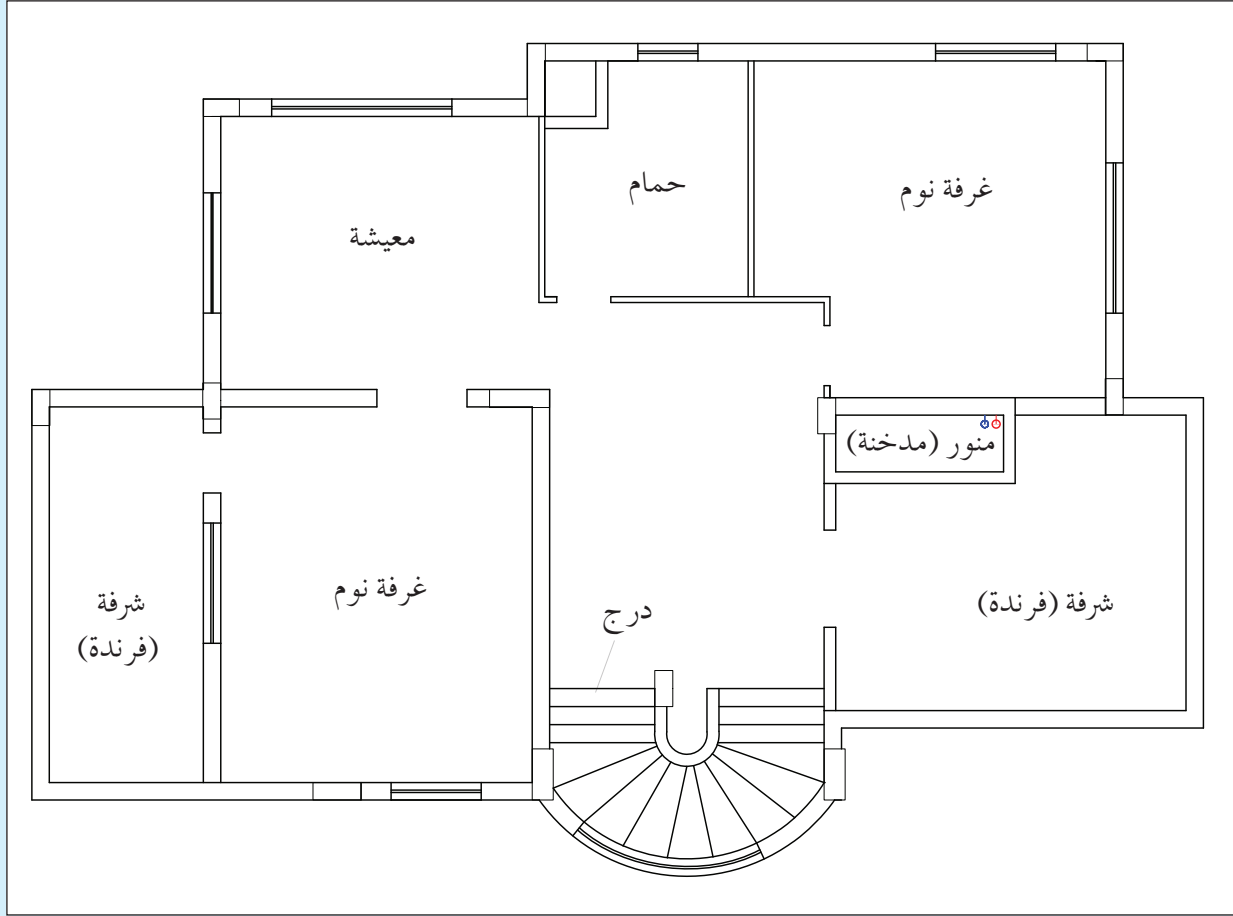 غرفة نوم
حمام
معيشة
منور (مدخنة)
شرفة (فرندة)
درج
غرفة نوم
شرفة
(فرندة)